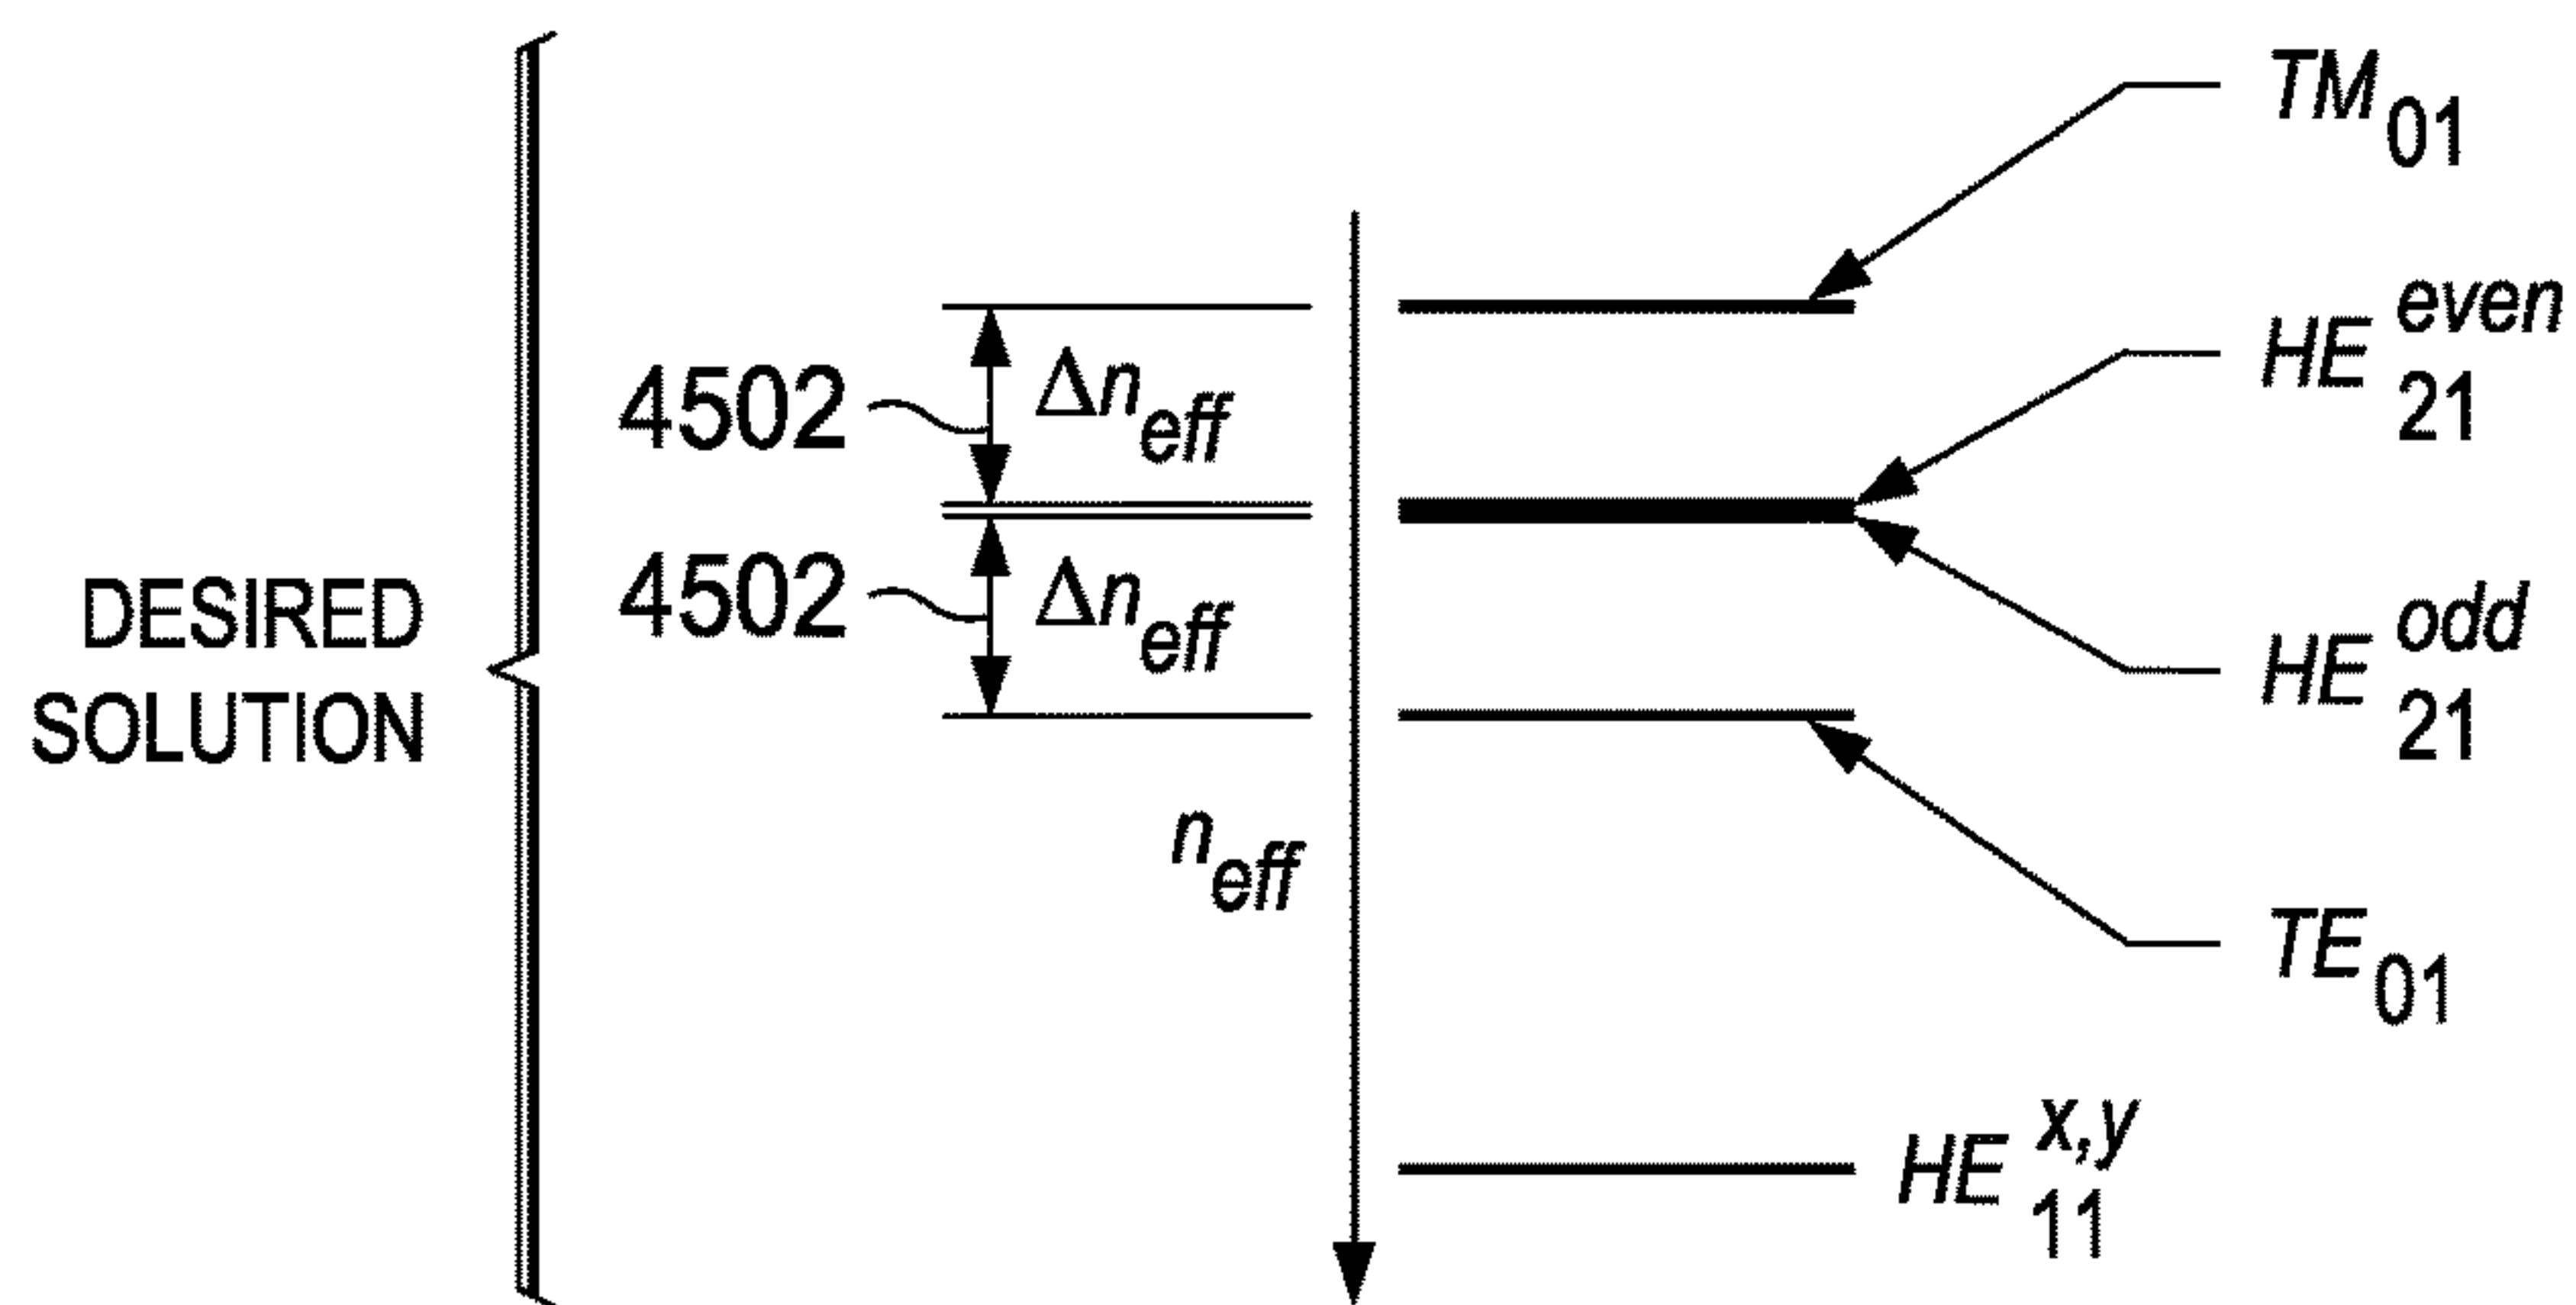 TM01
HE21even
4502 Δneff
4502 Δneff
DESIRED
SOLUTION
HE21odd
neff
TE01
HE11x,y